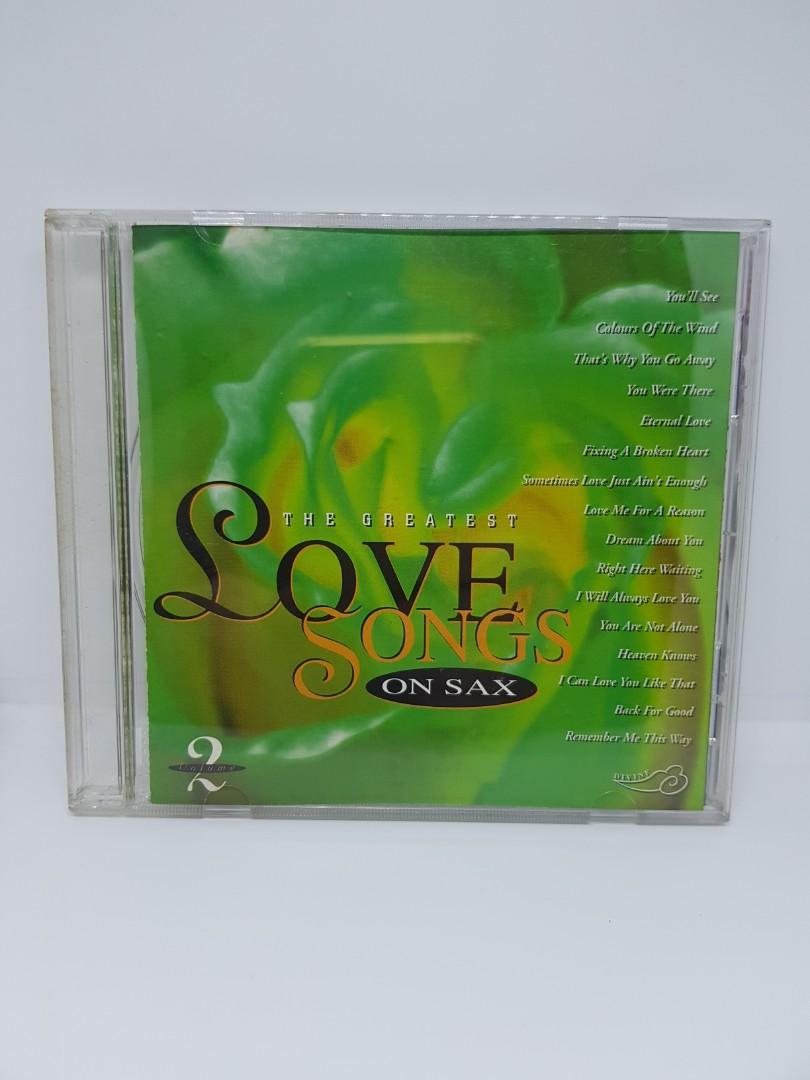 You'll See
Colours Of The Wind
That's Why You Go Away
You Were There
Eternal Love
Fixing A Broken Heart
Sometimes Love Just Ain't Enough
Love Me For A Reason
Dream About You
Right Here Waiting
I Will Always Love You
You Are Not Alone
Heaven Knows
I Can Love You Like That
Back For Good
Remember Me This Way
THE GREATEST
LOVE
SONGS
ON SAX
2
Volume
DIVINE